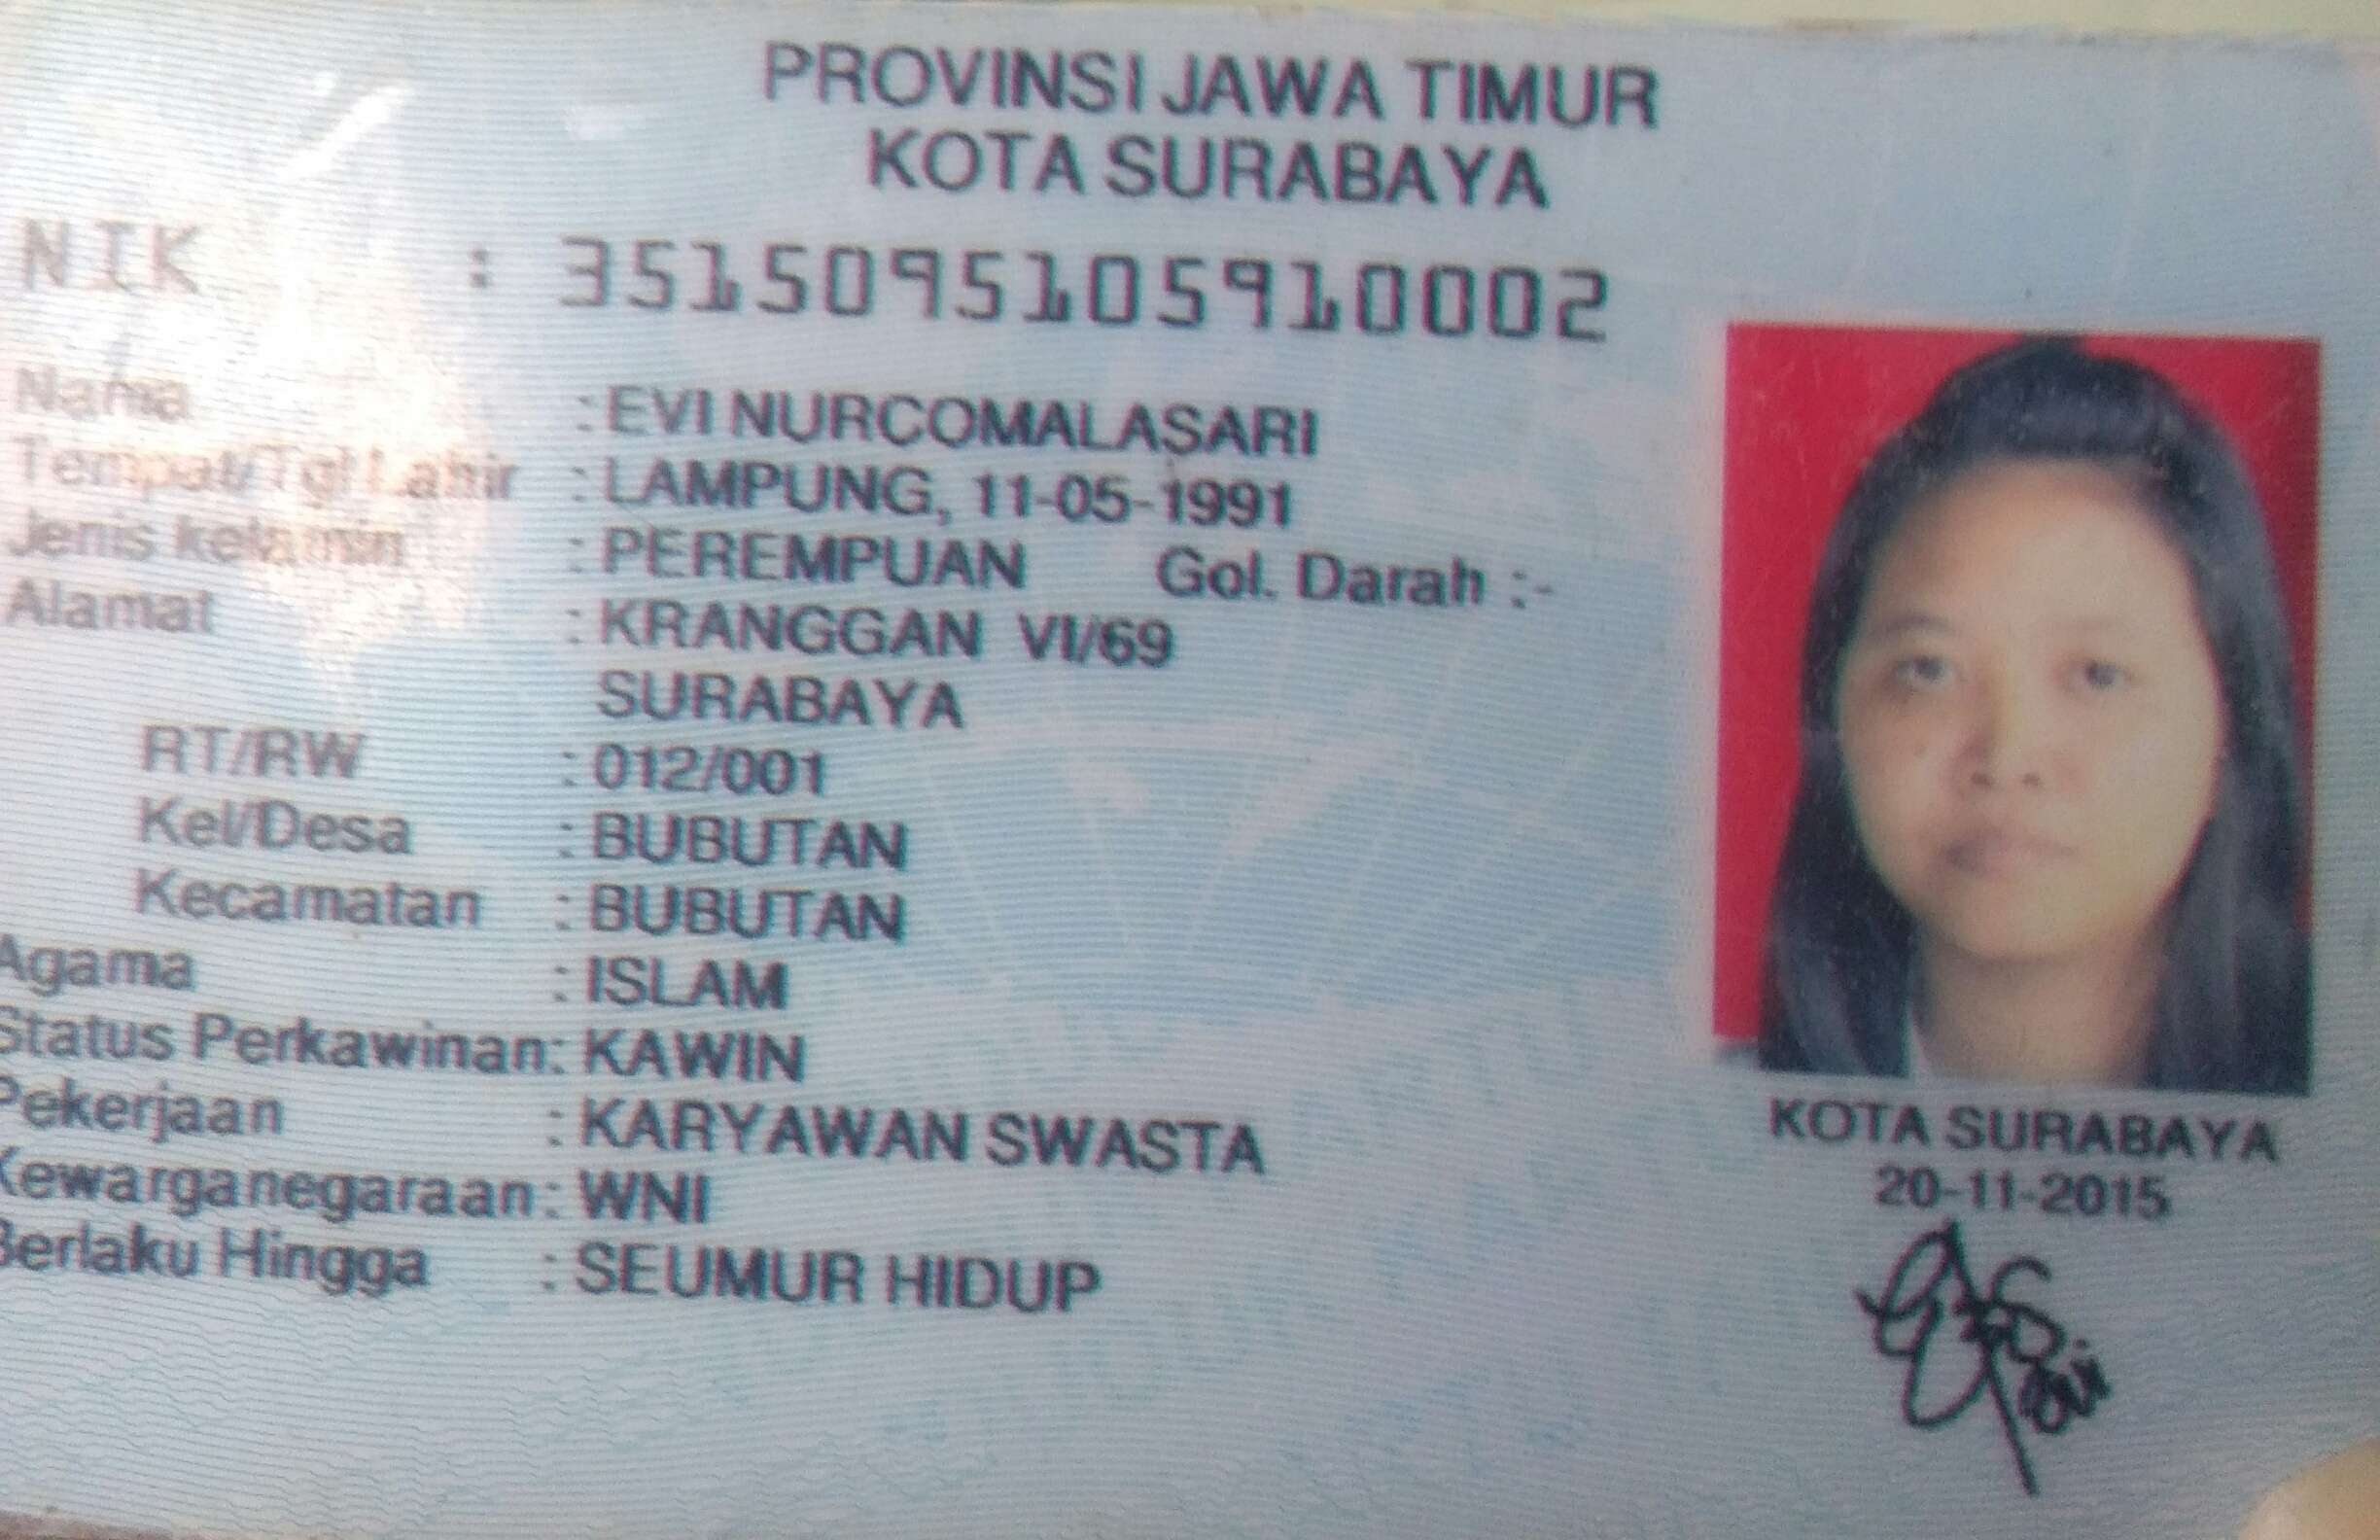 PROVINSI JAWA TIMUR
KOTA SURABAYA
NIK : 3515095105910002
Nama : EVI NURCOMALASARI
Tempat/Tgl Lahir : LAMPUNG, 11-05-1991
Jenis kelamin : PEREMPUAN Gol. Darah :-
Alamat : KRANGGAN VI/69
SURABAYA
RT/RW : 012/001
Kel/Desa : BUBUTAN
Kecamatan : BUBUTAN
Agama : ISLAM
Status Perkawinan: KAWIN
Pekerjaan : KARYAWAN SWASTA
Kewarganegaraan: WNI
Berlaku Hingga : SEUMUR HIDUP
KOTA SURABAYA
20-11-2015